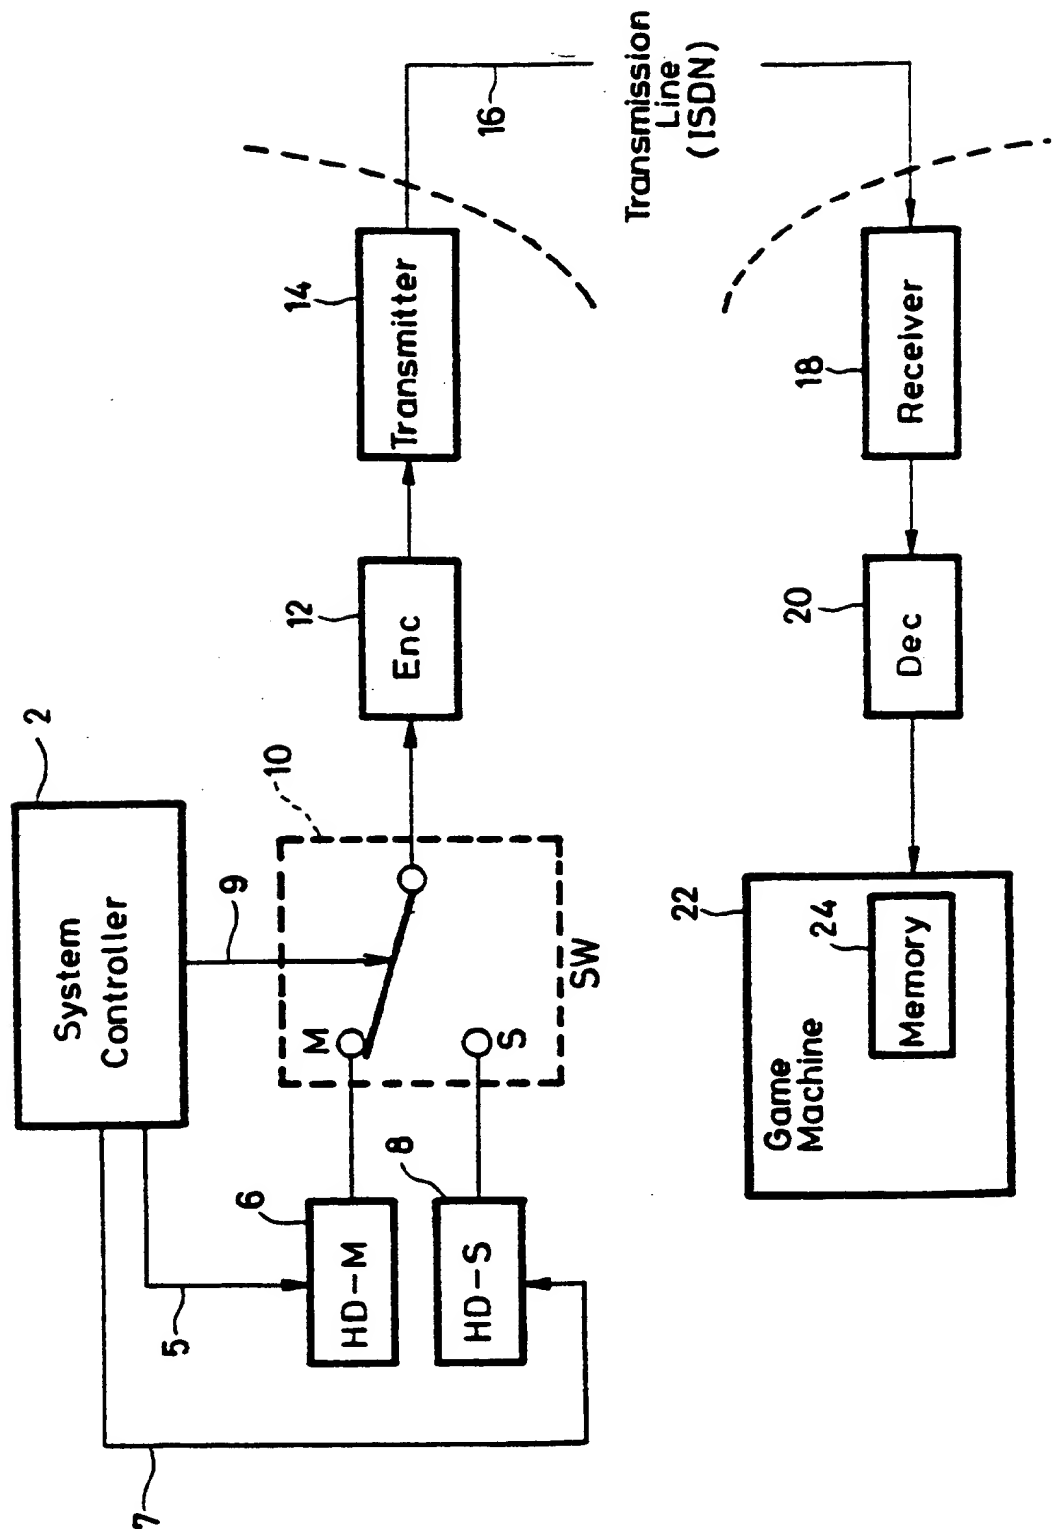 System
Controller
2
5
7
9
HD-M
6
HD-S
8
M
S
10
SW
Enc
12
Transmitter
14
16
Transmission
Line
(ISDN)
Receiver
18
Dec
20
Game
Machine
22
Memory
24